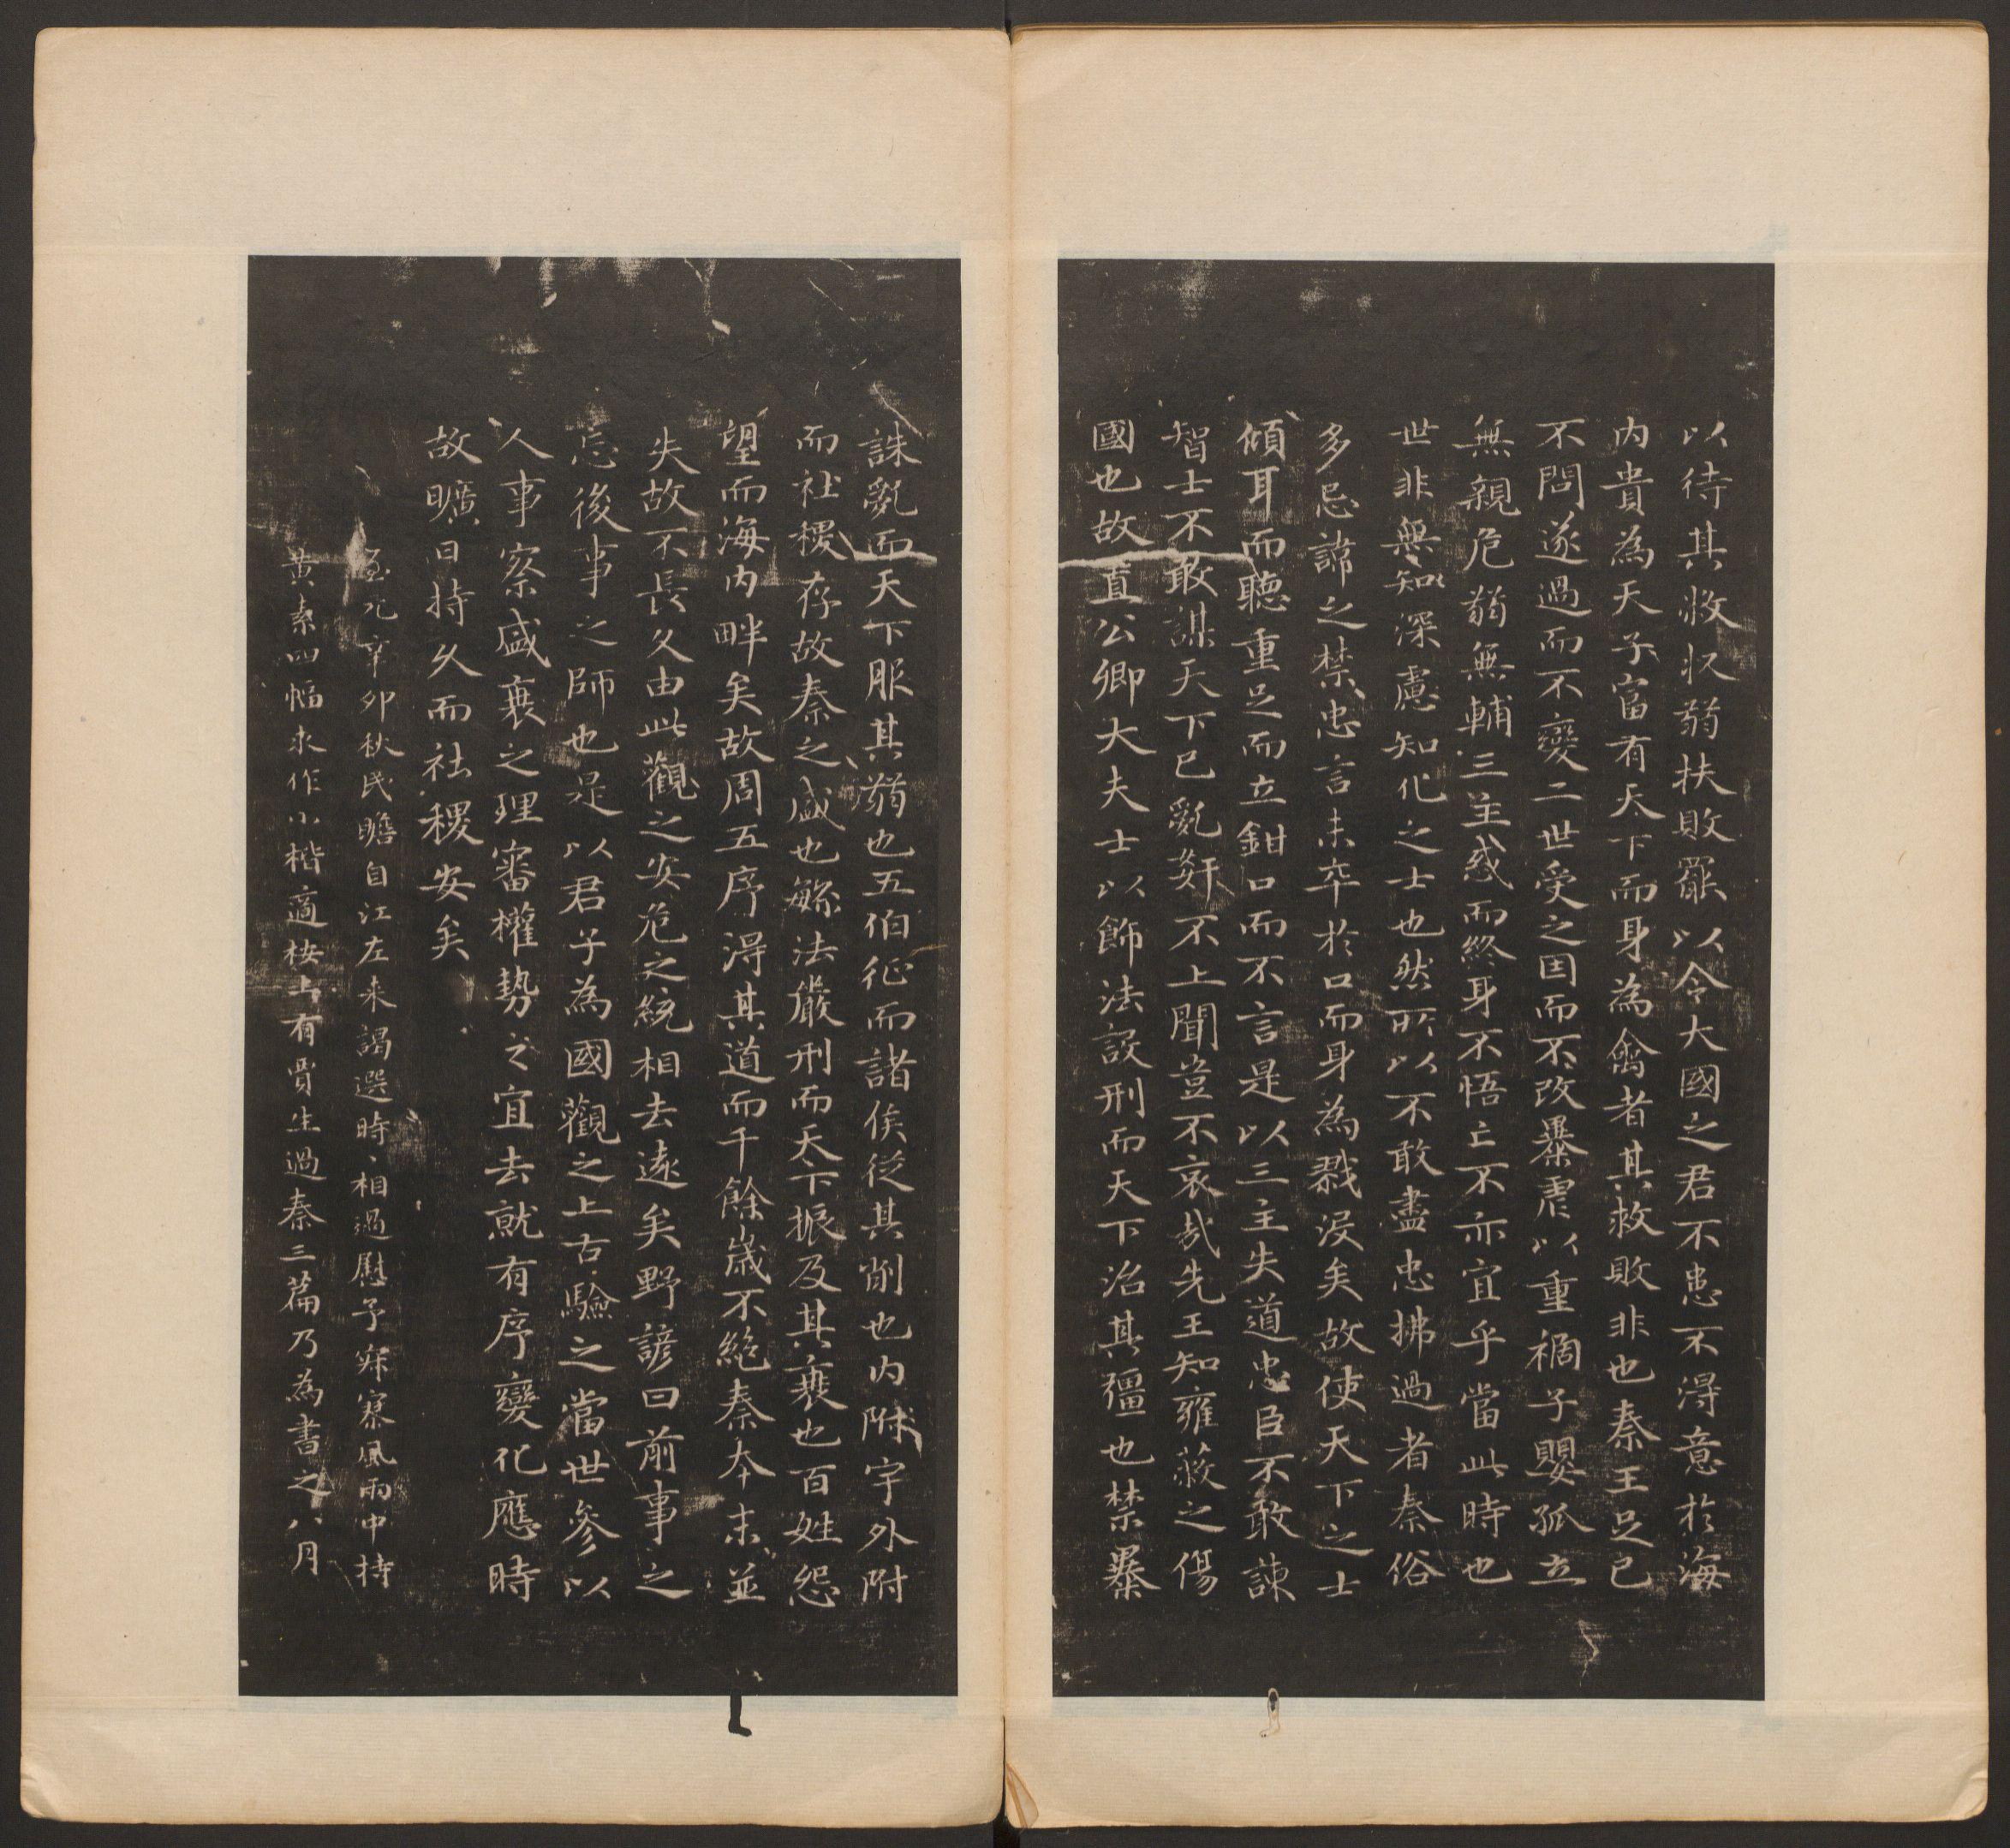 以待其救收弱扶敗罷以令大國之君不患不淂意於海
内貴為天子富有天下而身為禽者其救敗非也秦王足已
不問遂過而不變二世受之因而不改暴虐以重禍子嬰孤立
無親危弱無輔三主惑而終身不悟亡不亦宜乎當此時也
世非無知深慮知化之士也然所以不敢盡忠拂過者秦俗
多忌諱之禁忠言未卒於口而身為戮沒矣故使天下之士
傾耳而聽重足而立鉗口而不言是以三主失道忠臣不敢諫
智士不敢謀天下已亂姧不上聞豈不哀哉先王知雍蔽之傷
國也故置公卿大夫士以飾法設刑而天下治其彊也禁暴
誅亂而天下服其弱也五伯征而諸侯從其削也内附守外附
而社稷存故秦之盛也緐法嚴刑而天下振及其衰也百姓怨
望而海内畔矣故周五序淂其道而千餘歲不絕秦本末並
失故不長久由此觀之安危之統相去遠矣野諺曰前事之
忘後事之師也是以君子為國觀之上古驗之當世參以
人事察盛衰之理審權勢之宜去就有序變化應時
故曠日持久而社稷安矣
至元辛卯秋民瞻自江左来謁選時、相過慰予寂寥風雨中持
黃素四幅求作小楷適按上有賈生過秦三篇乃為書之八月